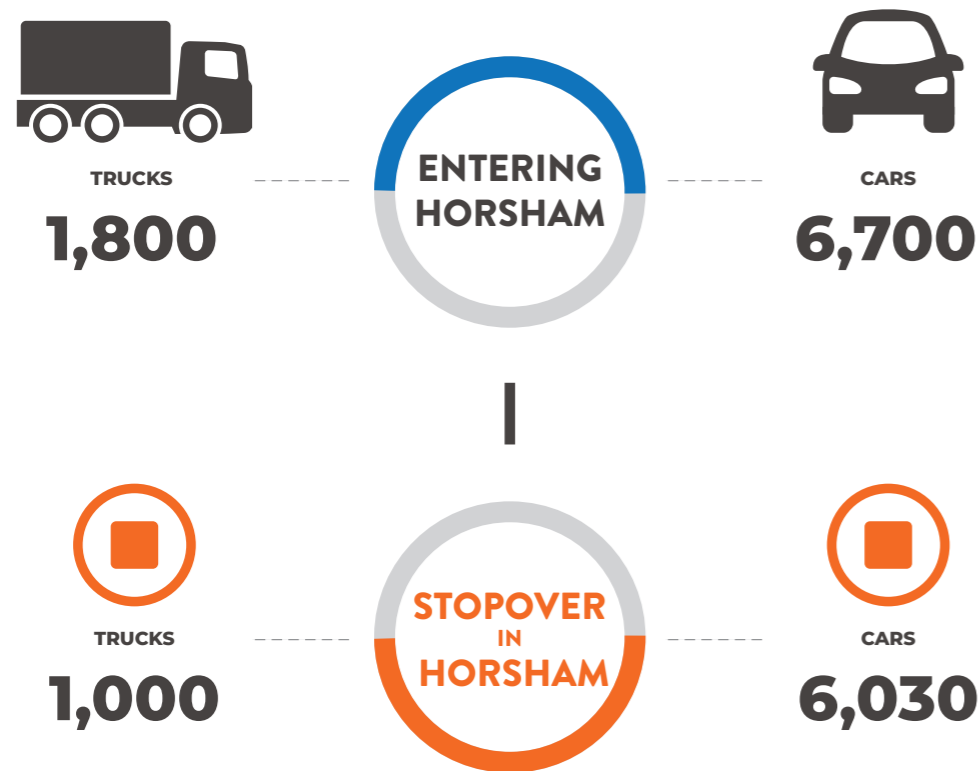 TRUCKS
1,800
ENTERING
HORSHAM
CARS
6,700
TRUCKS
1,000
STOPOVER
IN
HORSHAM
CARS
6,030